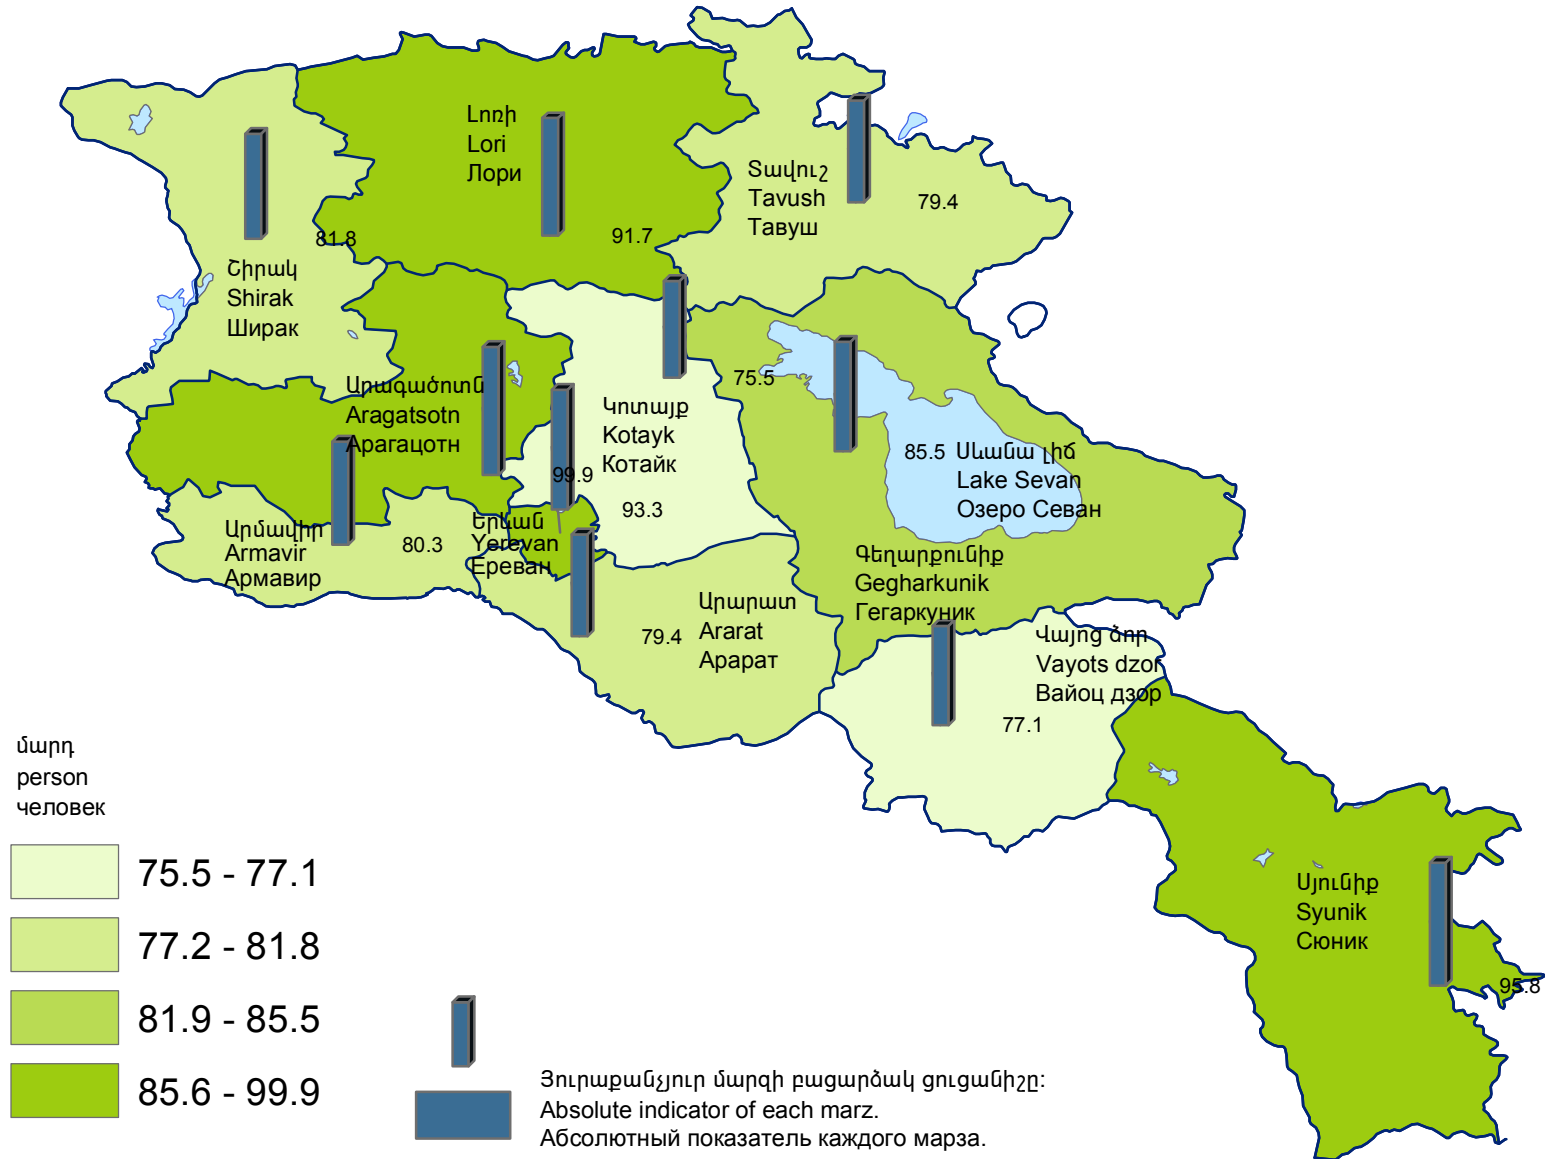 Լոռի
Lori
Лори
91.7
Տավուշ
Tavush
Тавуш
79.4
81.8
Շիրակ
Shirak
Ширак
Արագածոտն
Aragatsotn
Арагацотн
99.9
Կոտայք
Kotayk
Котайк
75.5
93.3
85.5
Սևանա լիճ
Lake Sevan
Озеро Севан
Արմավիր
Armavir
Армавир
80.3
Երևան
Yerevan
Ереван
Գեղարքունիք
Gegharkunik
Гегаркуник
Արարատ
Ararat
Арарат
79.4
Վայոց ձոր
Vayots dzor
Вайоц дзор
77.1
Սյունիք
Syunik
Сюник
95.8
մարդ
person
человек
75.5 - 77.1
77.2 - 81.8
81.9 - 85.5
85.6 - 99.9
Յուրաքանչյուր մարզի բացարձակ ցուցանիշը:
Absolute indicator of each marz.
Абсолютный показатель каждого марза.